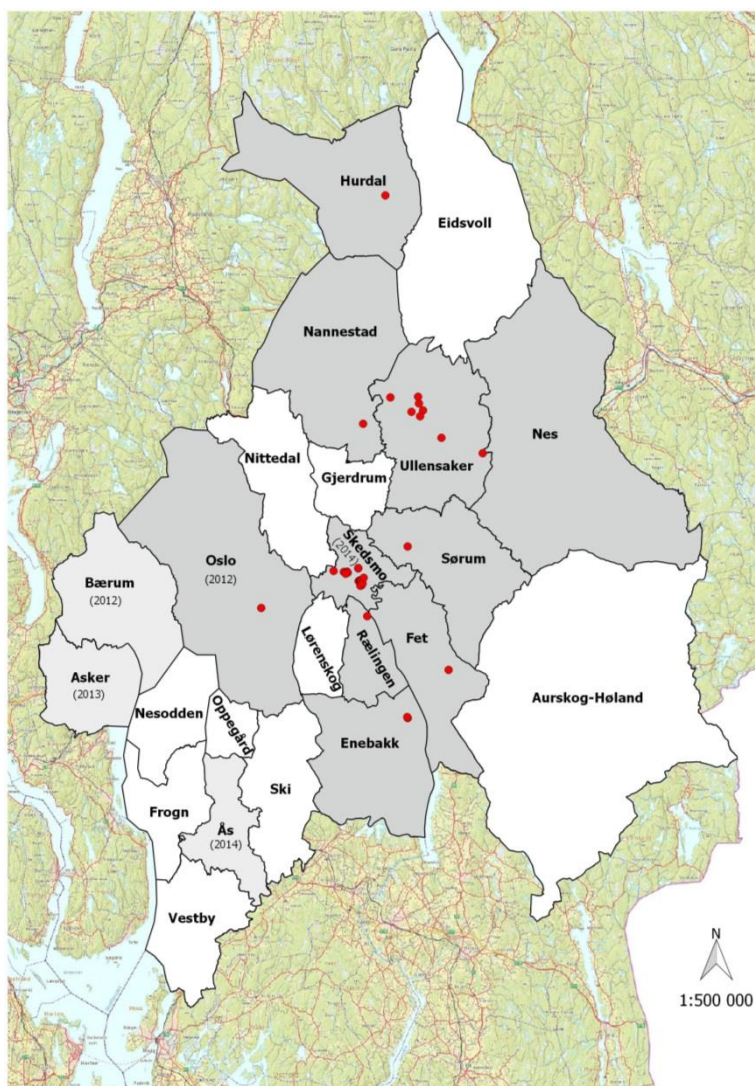 Hurdal
Eidsvoll
Nannestad
Nes
Nittedal
Ullensaker
Gjerdrum
Skedsmo
(2014)
Sørum
Oslo
(2012)
Bærum
(2012)
Lørenskog
Rælingen
Fet
Asker
(2013)
Aurskog-Høland
Nesodden
Oppegård
Enebakk
Ski
Frogn
Ås
(2014)
Vestby
N
1:500 000